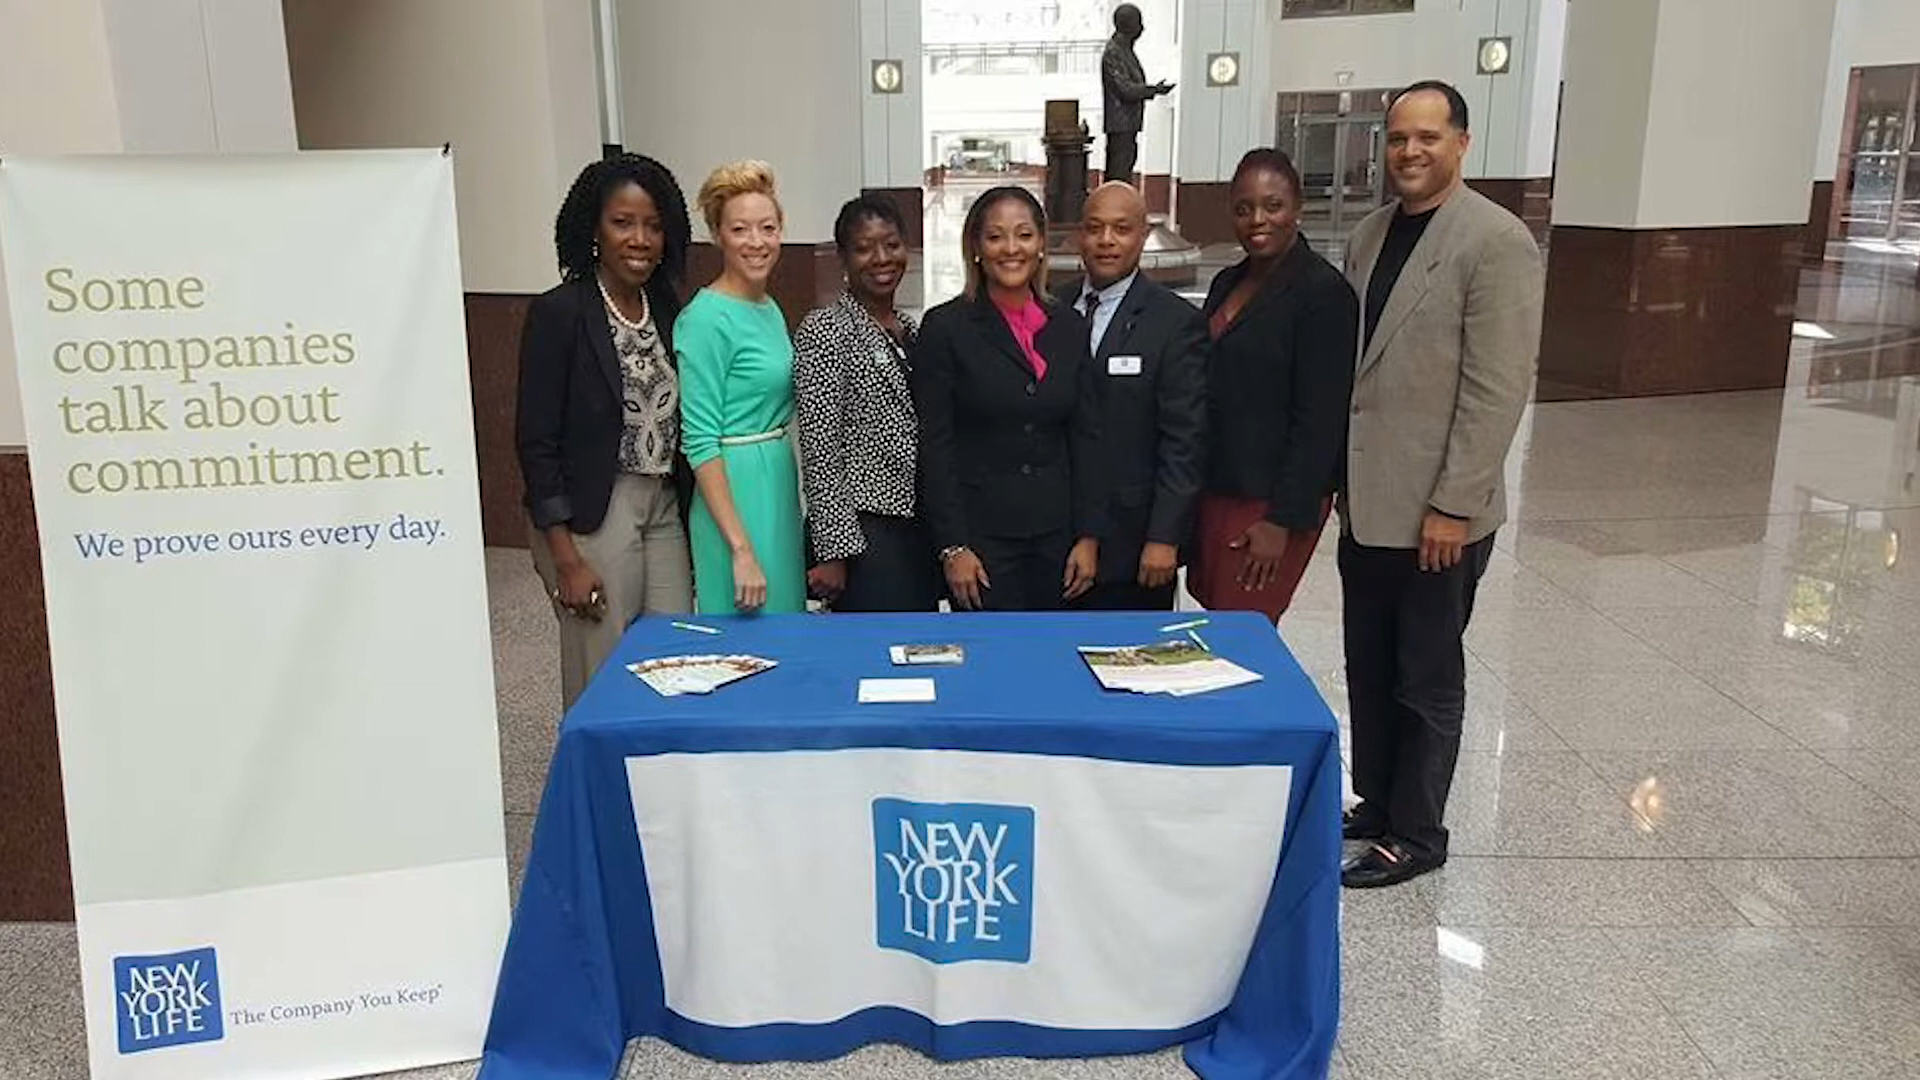 Some
companies
talk about
commitment.
We prove ours every day.
NEW
YORK
LIFE
The Company You Keep®
NEW
YORK
LIFE